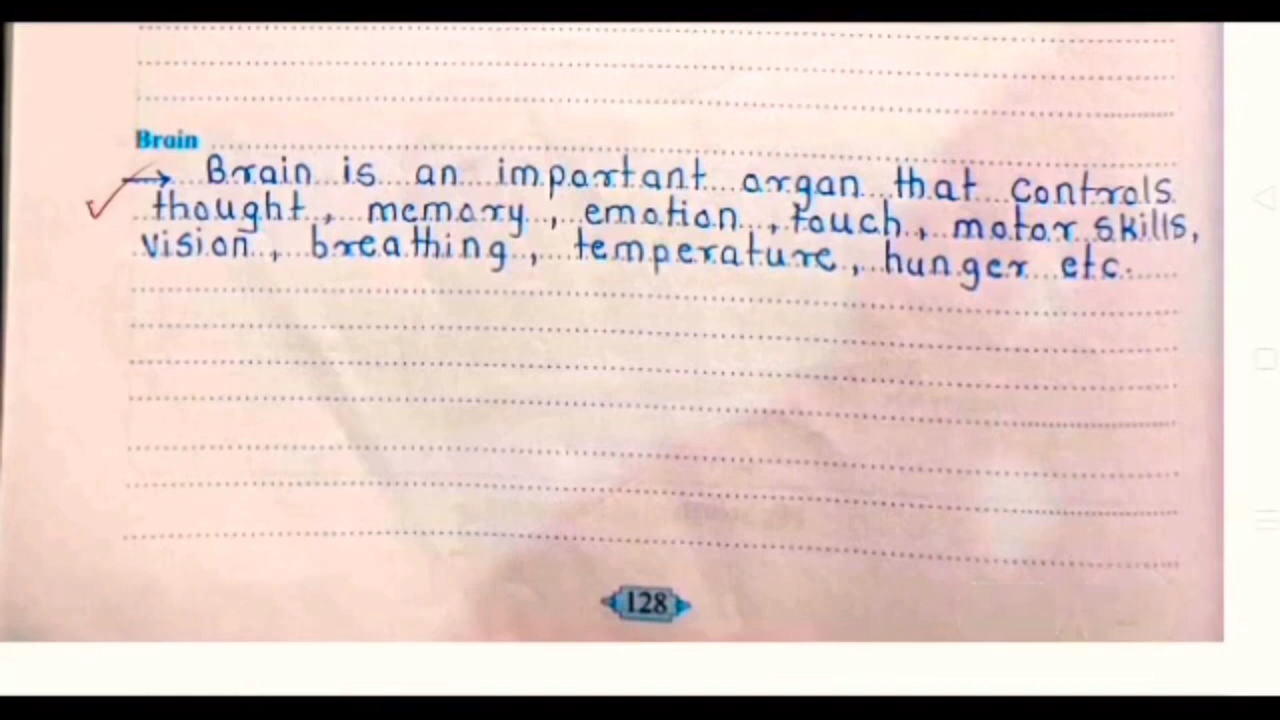 Brain
→ Brain is an important organ that controls
thought, memory, emotion, touch, motor skills,
vision, breathing, temperature, hunger etc.
128